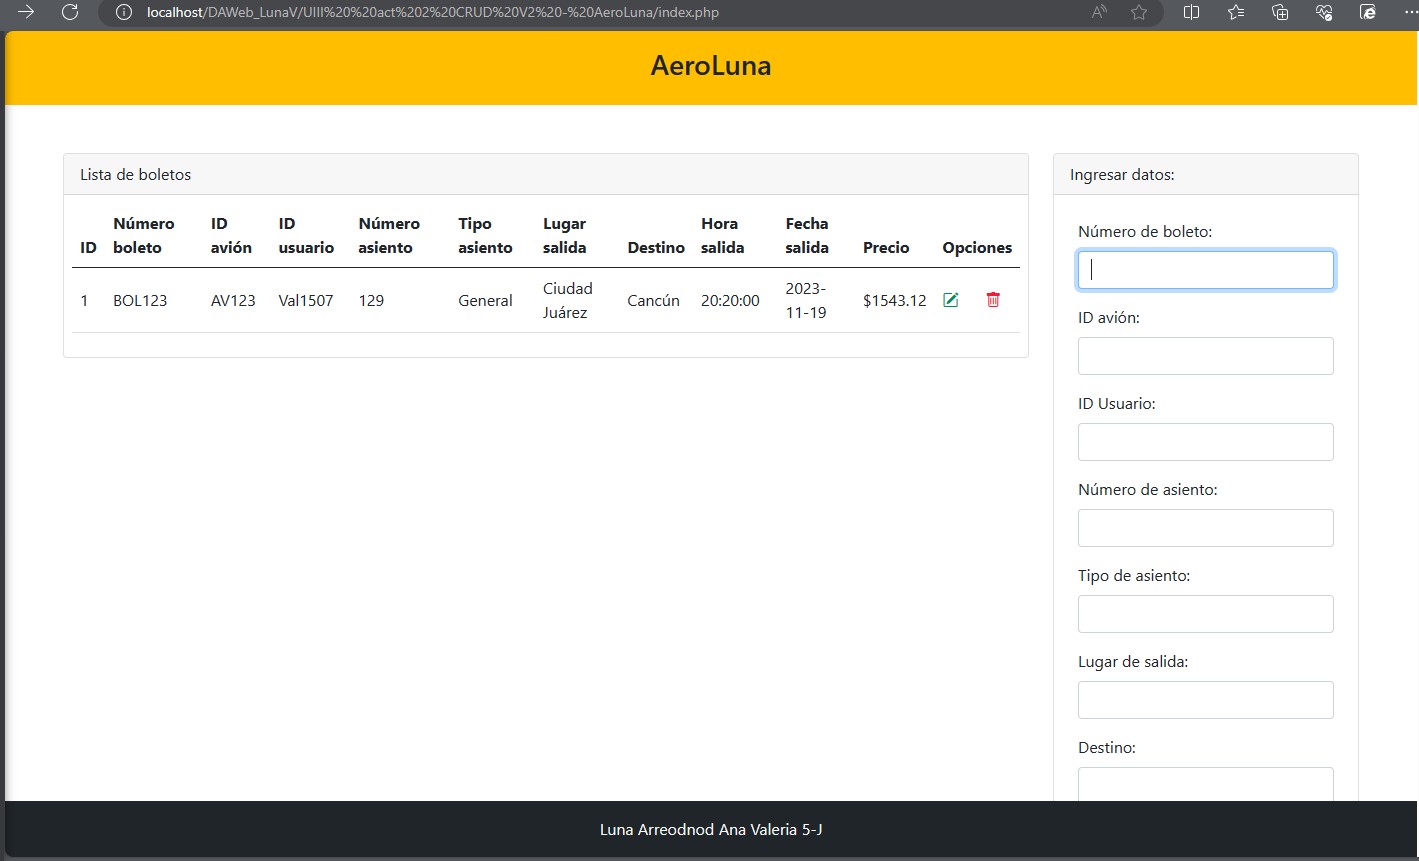 localhost/DAWeb_LunaV/UIII%20%20act%202%20CRUD%20V2%20-%20AeroLuna/index.php
AeroLuna
Lista de boletos
ID Número boleto ID avión ID usuario Número asiento Tipo asiento Lugar salida Destino Hora salida Fecha salida Precio Opciones
1 BOL123 AV123 Val1507 129 General Ciudad Juárez Cancún 20:20:00 2023-11-19 $1543.12
Ingresar datos:
Número de boleto:
ID avión:
ID Usuario:
Número de asiento:
Tipo de asiento:
Lugar de salida:
Destino:
Luna Arreodnod Ana Valeria 5-J